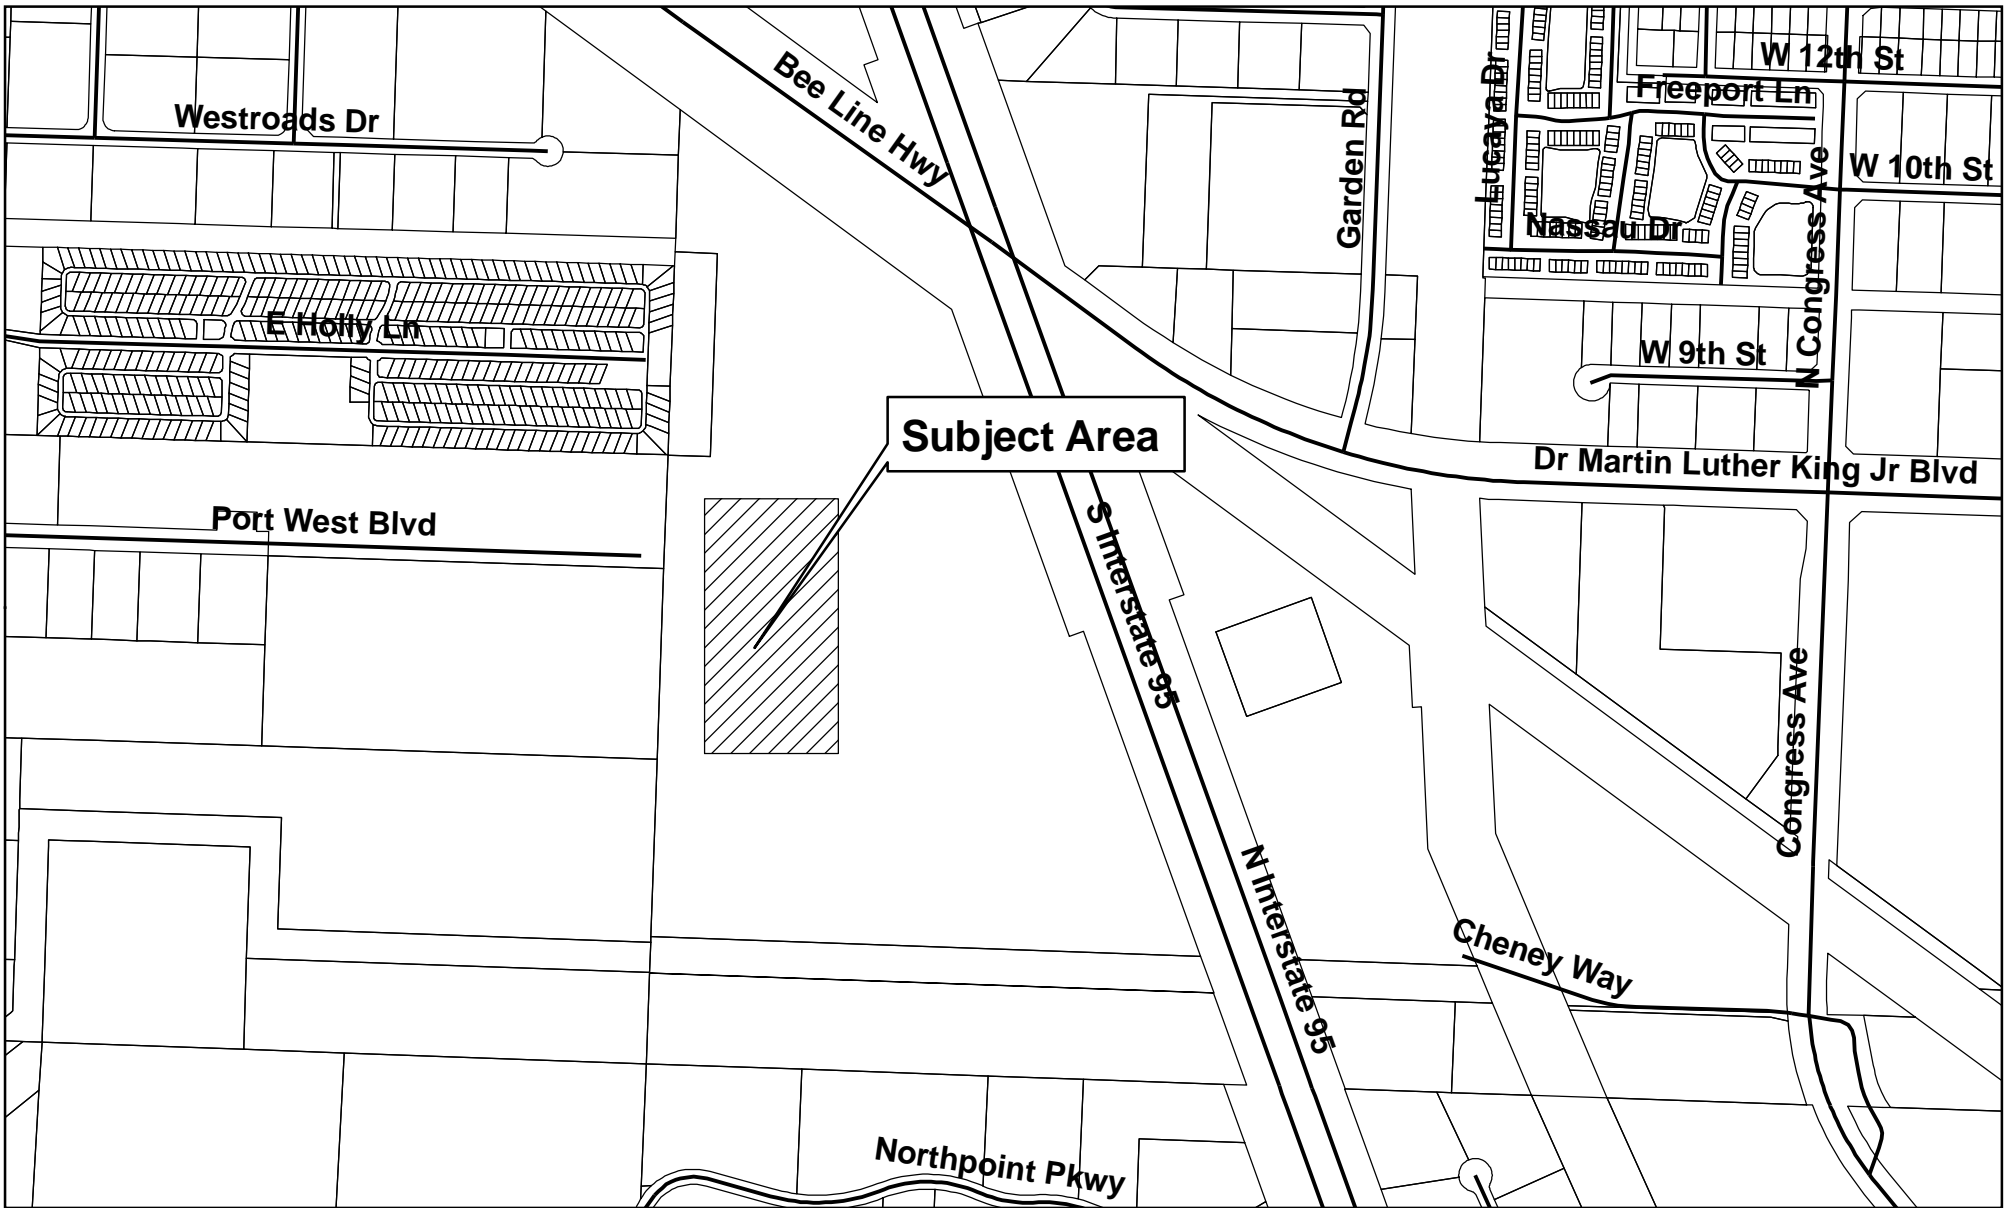 W 12th St
Bee Line Hwy
Freeport Ln
Westroads Dr
Lucaya Dr
Garden Rd
W 10th St
Nassau Dr
N Congress Ave
E Holly Ln
W 9th St
Subject Area
Dr Martin Luther King Jr Blvd
Port West Blvd
S Interstate 95
Congress Ave
N Interstate 95
Cheney Way
Northpoint Pkwy